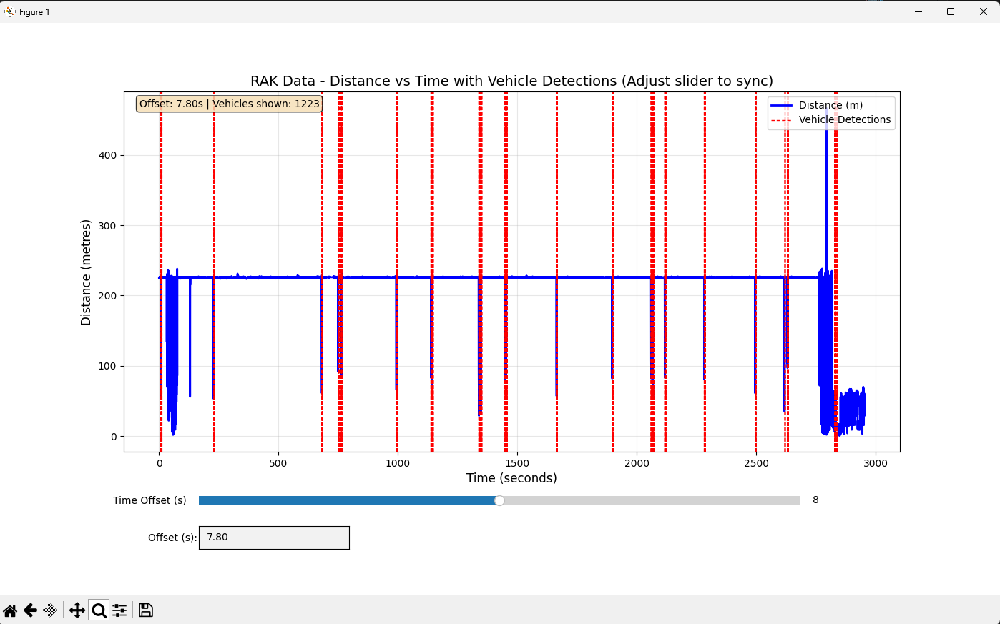 Figure 1
RAK Data - Distance vs Time with Vehicle Detections (Adjust slider to sync)
Offset: 7.80s | Vehicles shown: 1223
Distance (m)
Vehicle Detections
Distance (metres)
400
300
200
100
0
0 500 1000 1500 2000 2500 3000
Time (seconds)
Time Offset (s) 8
Offset (s): 7.80